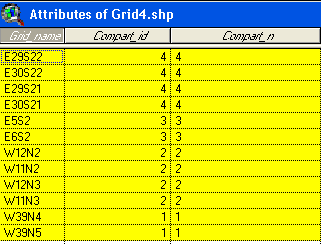 Attributes of Grid4.shp
Grid_name Compart_id Compart_n
E29S22 4 4
E30S22 4 4
E29S21 4 4
E30S21 4 4
E5S2 3 3
E6S2 3 3
W12N2 2 2
W11N2 2 2
W12N3 2 2
W11N3 2 2
W39N4 1 1
W39N5 1 1